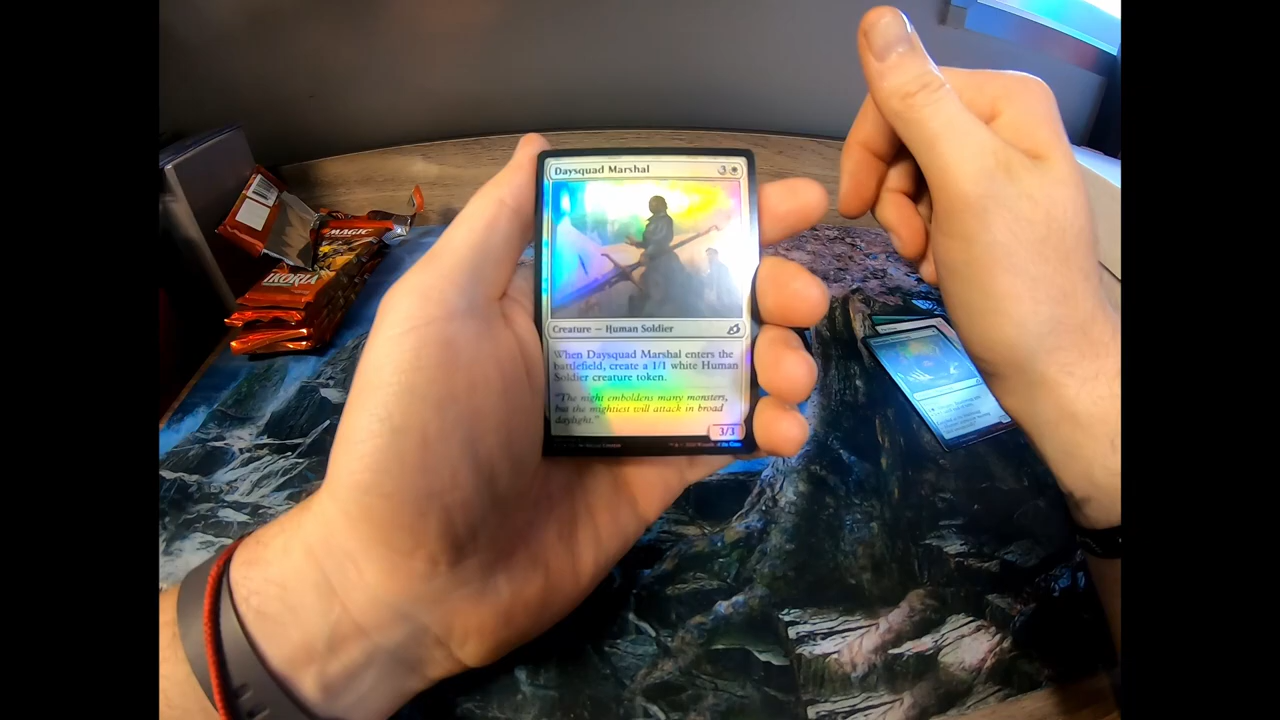 Daysquad Marshal 3
Creature — Human Soldier
When Daysquad Marshal enters the
battlefield, create a 1/1 white Human
Soldier creature token.
"The night emboldens many monsters,
but the mightiest will attack in broad
daylight."
3/3
MAGIC
IKORIA